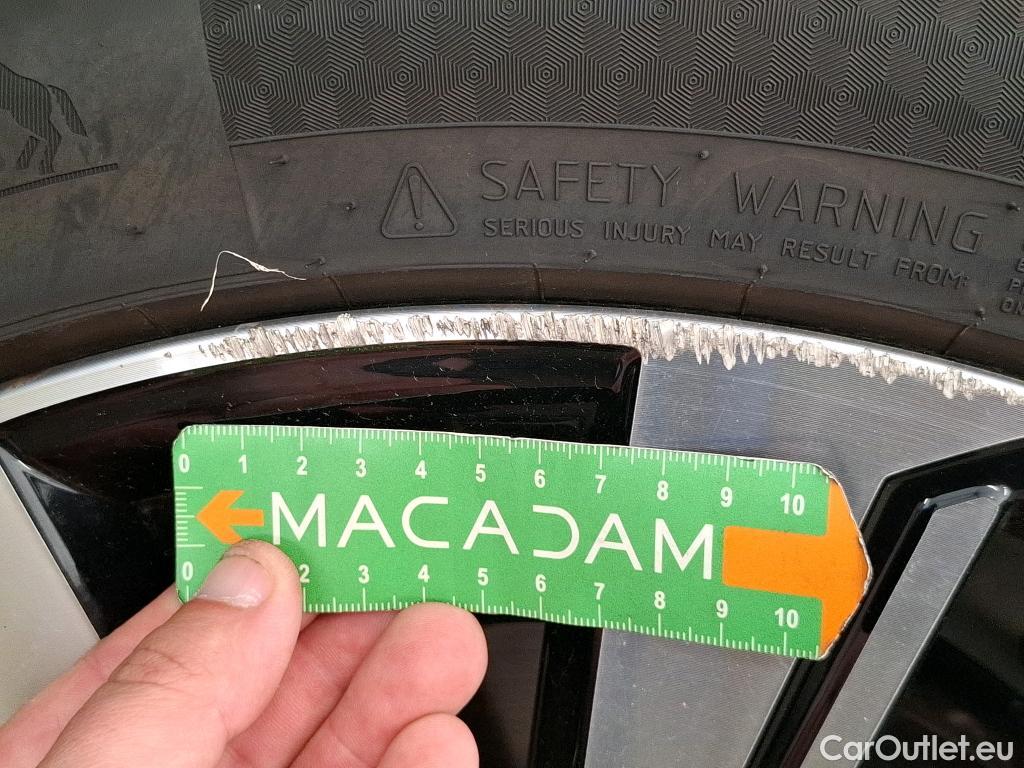 SAFETY WARNING
SERIOUS INJURY MAY RESULT FROM:
ON
0 1 2 3 4 5 6 7 8 9 10
MACADAM
0 2 3 4 5 6 7 8 9 10
CarOutlet.eu